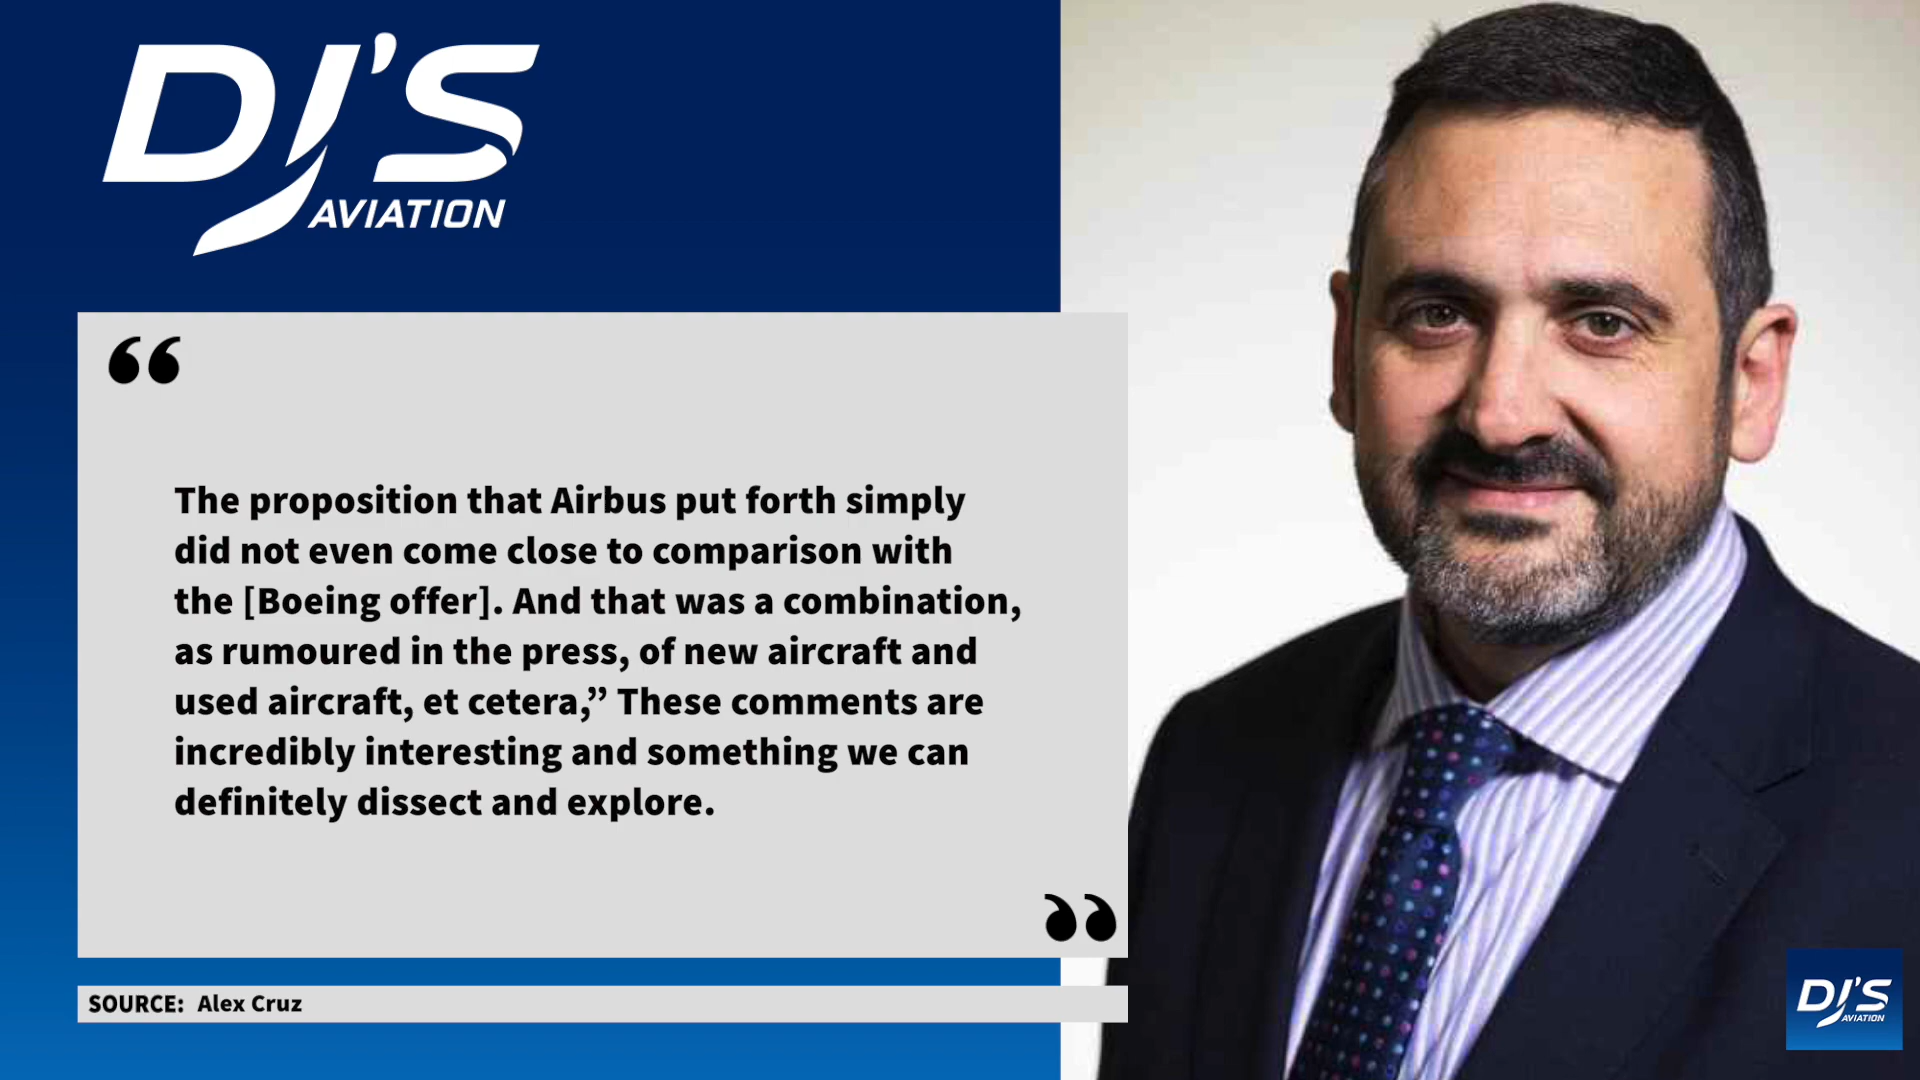 DJ'S
AVIATION
“
The proposition that Airbus put forth simply
did not even come close to comparison with
the [Boeing offer]. And that was a combination,
as rumoured in the press, of new aircraft and
used aircraft, et cetera,” These comments are
incredibly interesting and something we can
definitely dissect and explore.
”
SOURCE: Alex Cruz
DJ'S
AVIATION